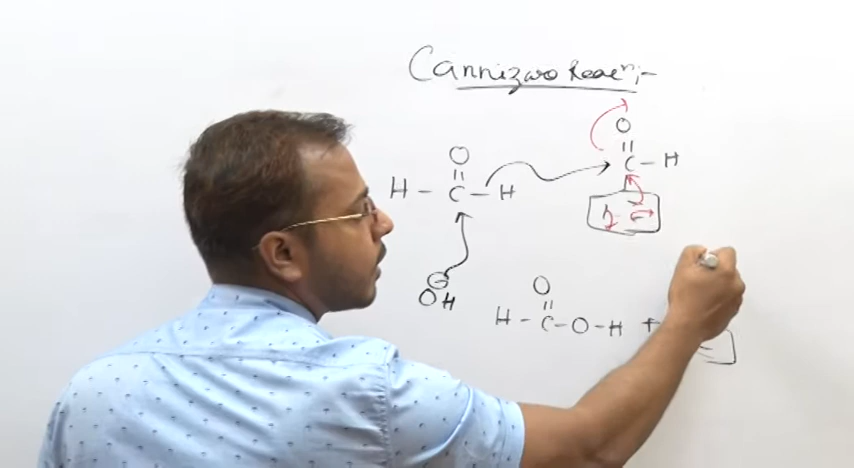 Cannizaro Reacⁿ:-
O
O
||
||
C - H
H - C - H
⊖
OH
O
||
H - C - O - H +